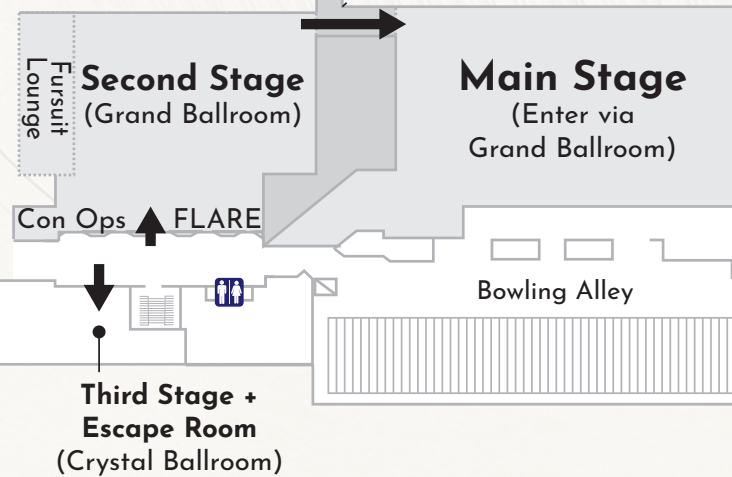 Fursuit
Lounge
Second Stage
(Grand Ballroom)
Main Stage
(Enter via
Grand Ballroom)
Con Ops
FLARE
Bowling Alley
Third Stage +
Escape Room
(Crystal Ballroom)